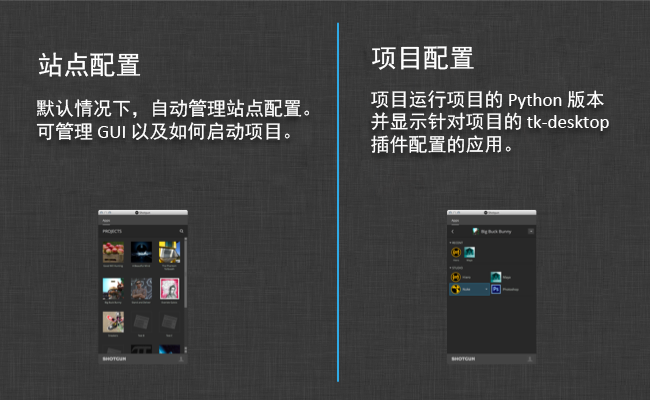 站点配置
默认情况下，自动管理站点配置。
可管理 GUI 以及如何启动项目。
项目配置
项目运行项目的 Python 版本
并显示针对项目的 tk-desktop
插件配置的应用。
Apps
PROJECTS
SHOTGUN
Apps
Big Buck Bunny
Maya
Photoshop
SHOTGUN